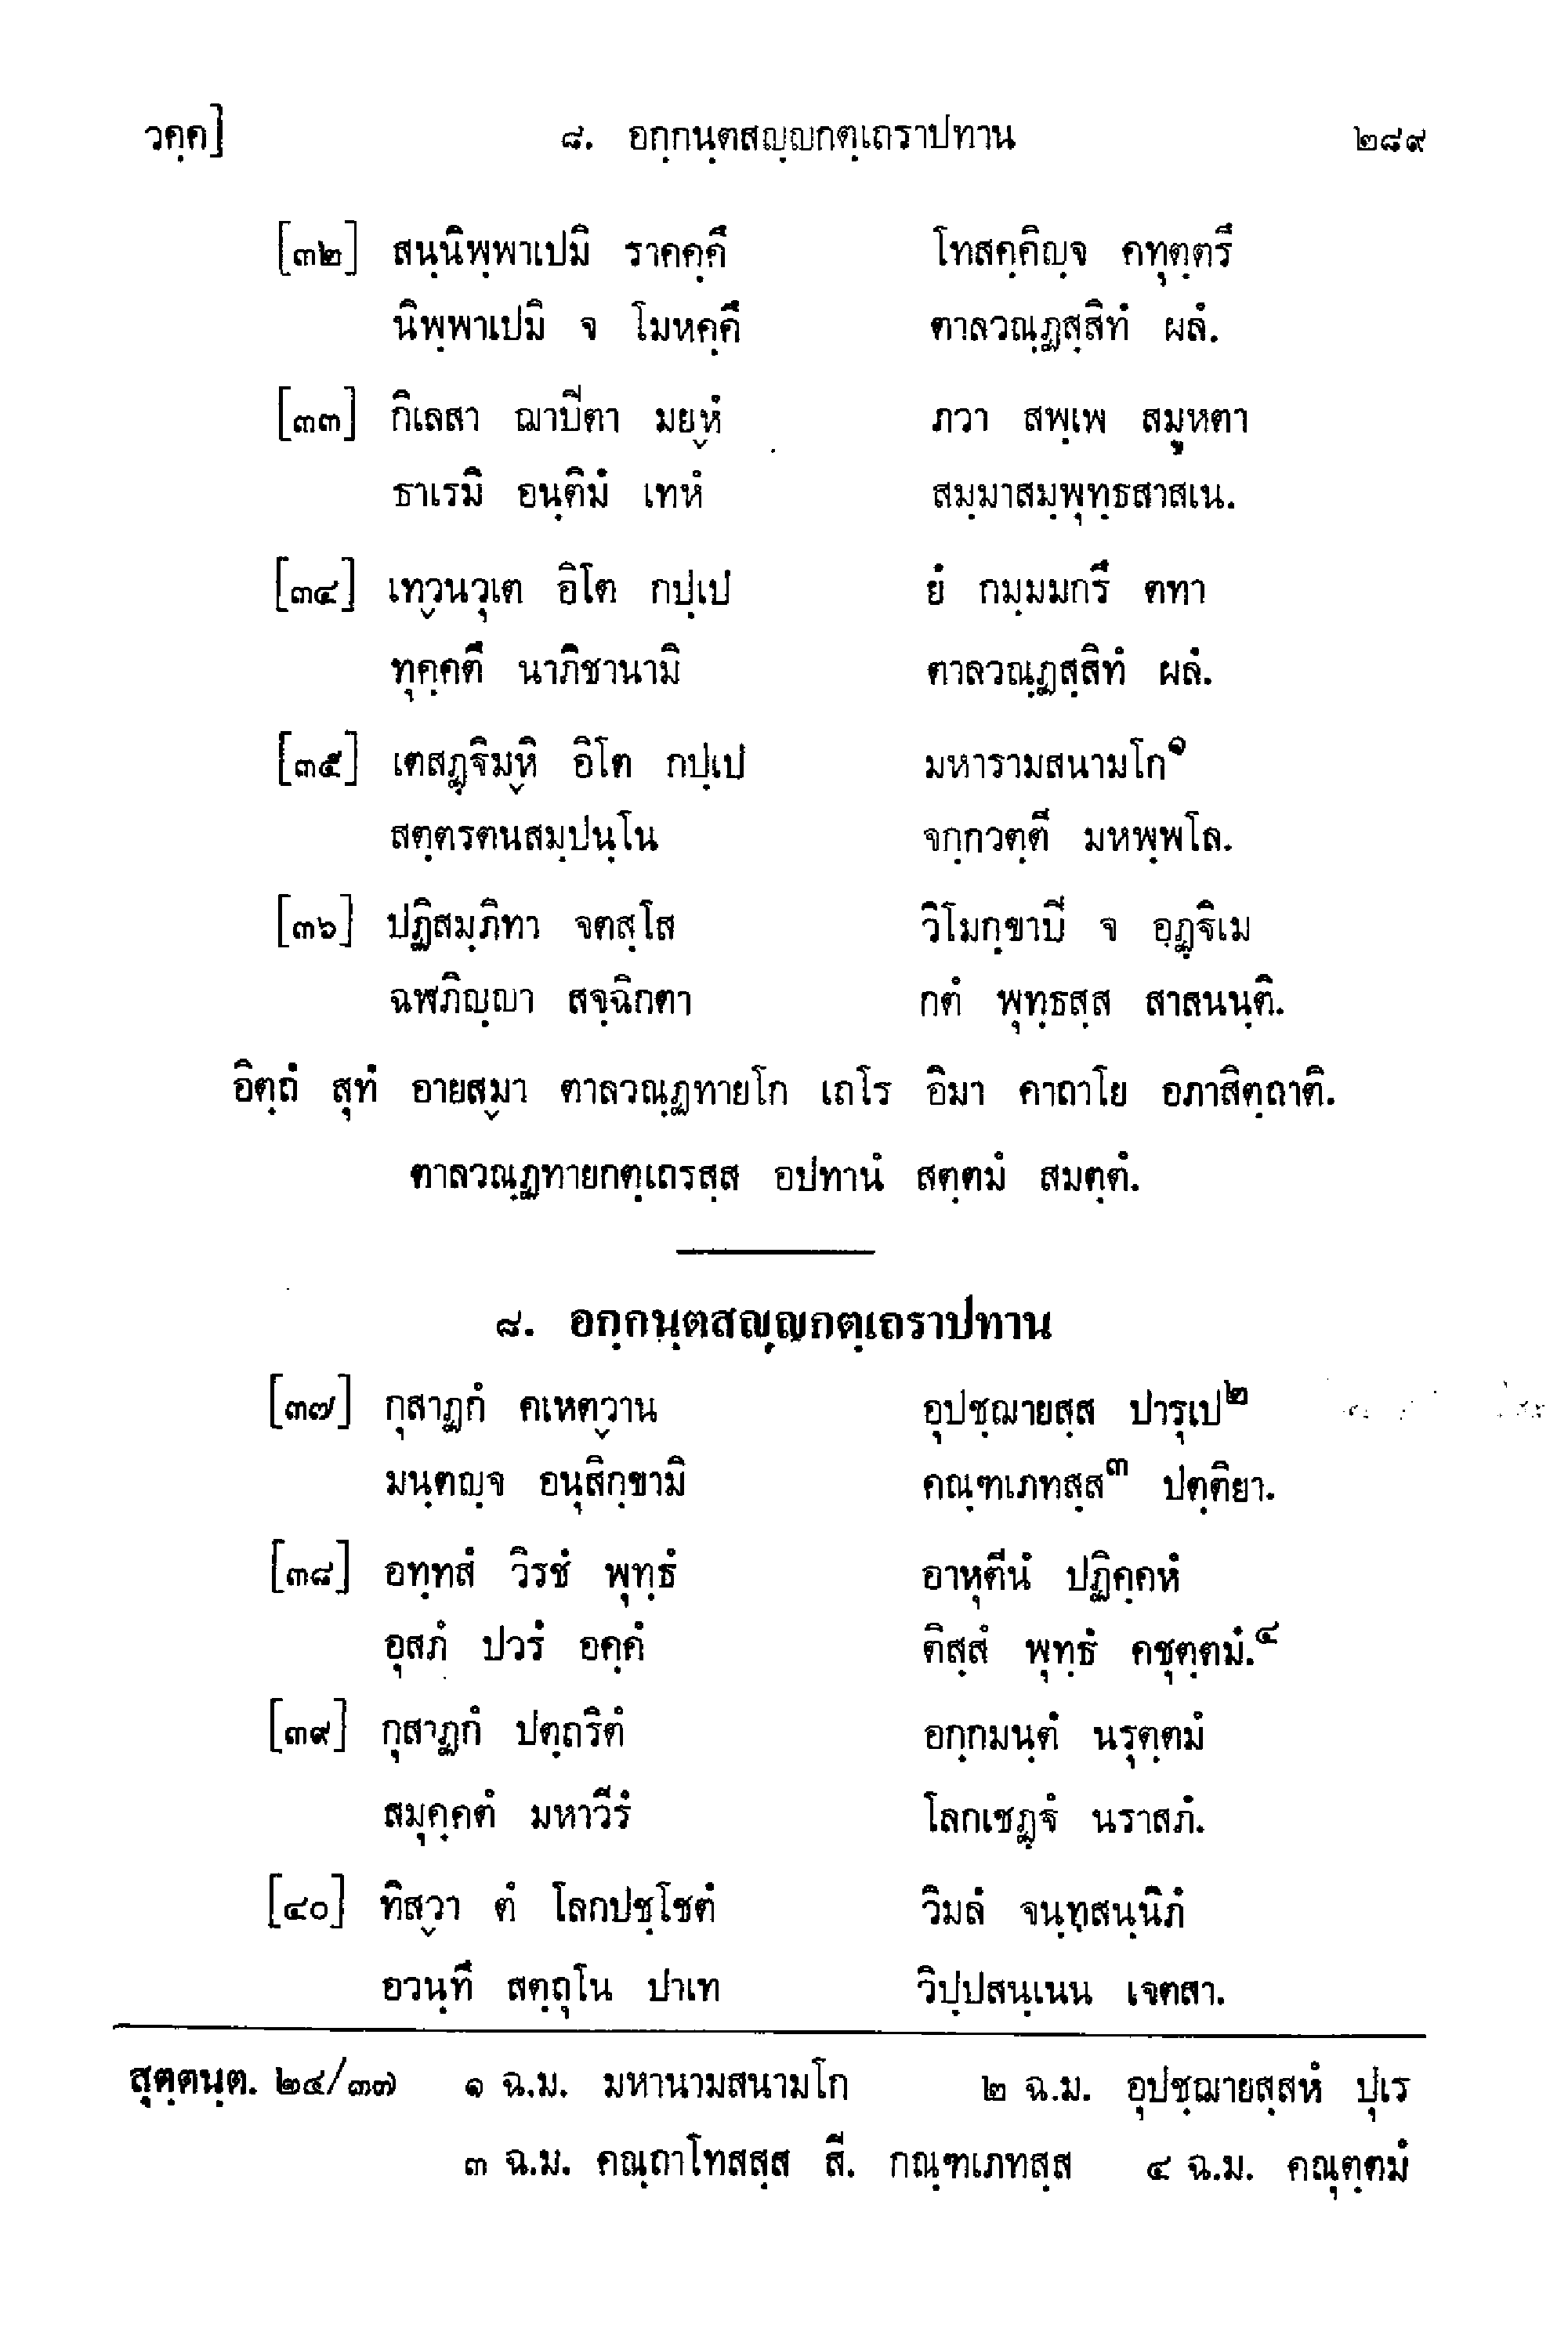 วคฺค] ๘. อกฺกนฺตสญฺญกตฺเถราปทาน ๒๘๙
[๓๒] สนฺนิพฺพาเปมิ ราคคฺคึ โทสคฺคิญฺจ คทุตฺตรึ
นิพฺพาเปมิ จ โมหคฺคึ ตาลวณฺฏสฺสิทํ ผลํ.
[๓๓] กิเลสา ฌาปีตา มยฺหํ ภวา สพฺเพ สมูหตา
ธาเรมิ อนฺติมํ เทหํ สมฺมาสมฺพุทฺธสาสเน.
[๓๔] เทฺวนวุเต อิโต กปฺเป ยํ กมฺมมกรึ ตทา
ทุคฺคตึ นาภิชานามิ ตาลวณฺฏสฺสิทํ ผลํ.
[๓๕] เตสฏฺฐิมฺหิ อิโต กปฺเป มหารามสนามโก๑
สตฺตรตนสมฺปนฺโน จกฺกวตฺตี มหพฺพโล.
[๓๖] ปฏิสมฺภิทา จตสฺโส วิโมกฺขาปี จ อฏฺฐิเม
ฉฬภิญฺญา สจฺฉิกตา กตํ พุทฺธสฺส สาสนนฺติ.
อิตฺถํ สุทํ อายสฺมา ตาลวณฺฏทายโก เถโร อิมา คาถาโย อภาสิตฺถาติ.
ตาลวณฺฏทายกตฺเถรสฺส อปทานํ สตฺตมํ สมตฺตํ.
๘. อกฺกนฺตสญฺญกตฺเถราปทาน
[๓๗] กุสาฏกํ คเหตฺวาน อุปชฺฌายสฺส ปารุเป๒
มนฺตญฺจ อนุสิกฺขามิ คณฺฑเภทสฺส๓ ปตฺติยา.
[๓๘] อทฺทสํ วิรชํ พุทฺธํ อาหุตีนํ ปฏิคฺคหํ
อุสภํ ปวรํ อคฺคํ ติสฺสํ พุทฺธํ คชุตฺตมํ.๔
[๓๙] กุสาฏกํ ปตฺถริตํ อกฺกมนฺตํ นรุตฺตมํ
สมุคฺคตํ มหาวีรํ โลกเชฏฺฐํ นราสภํ.
[๔๐] ทิสฺวา ตํ โลกปชฺโชตํ วิมลํ จนฺทสนฺนิภํ
อวนฺทึ สตฺถุโน ปาเท วิปฺปสนฺเนน เจตสา.
สุตฺตนฺต. ๒๔/๓๗ ๑ ฉ.ม. มหานามสนามโก ๒ ฉ.ม. อุปชฺฌายสฺสหํ ปุเร
๓ ฉ.ม. คณฺถาโทสสฺส สี. กณฺฑเภทสฺส ๔ ฉ.ม. คณุตฺตมํ